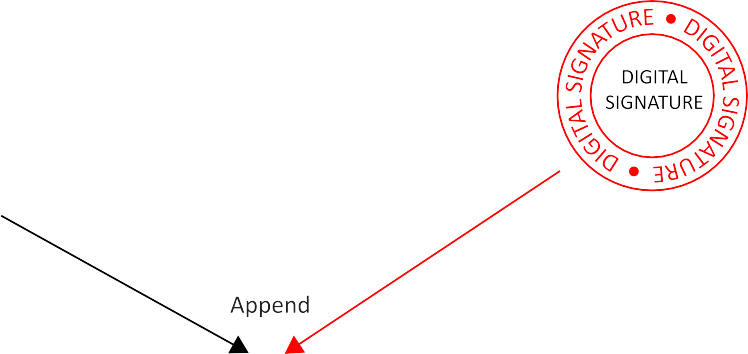 DIGITAL SIGNATURE • DIGITAL SIGNATURE •
DIGITAL
SIGNATURE
Append